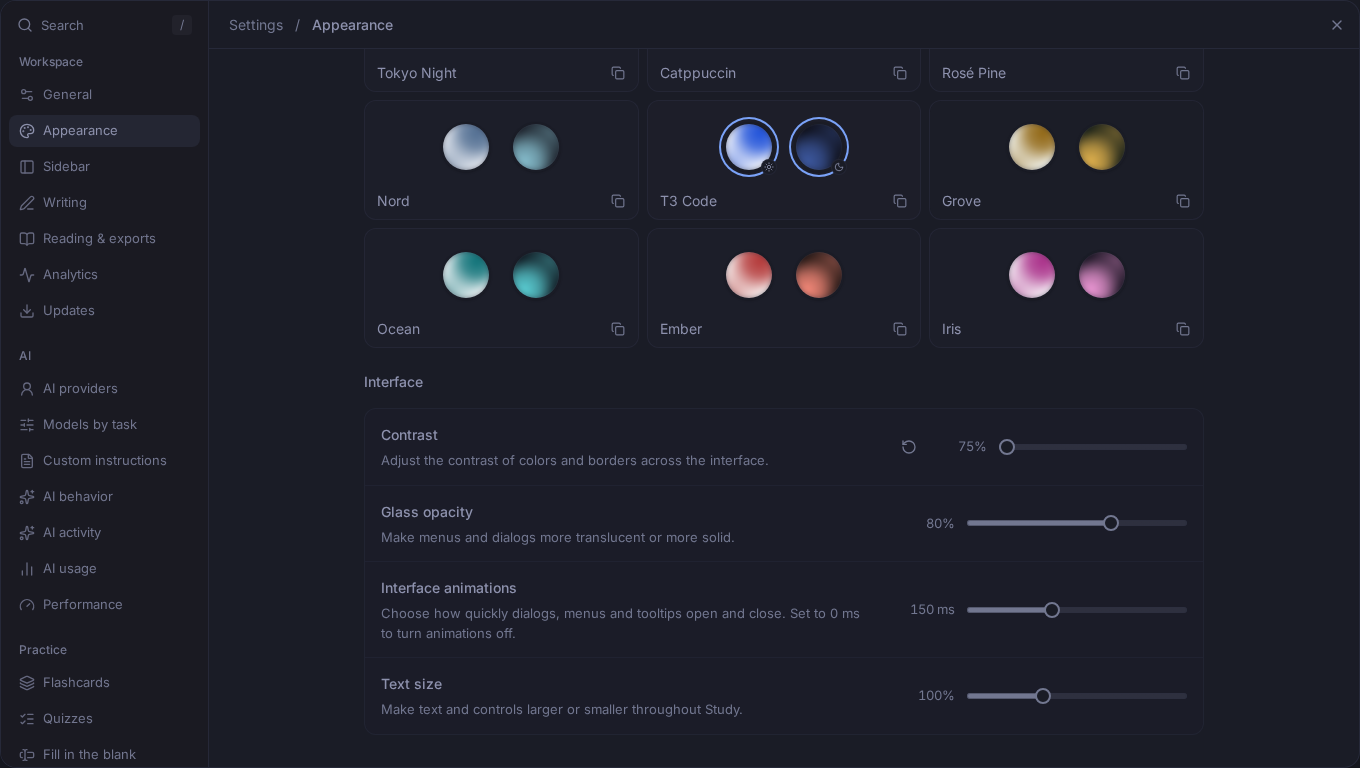 Search
/
Workspace
General
Appearance
Sidebar
Writing
Reading & exports
Analytics
Updates
AI
AI providers
Models by task
Custom instructions
AI behavior
AI activity
AI usage
Performance
Practice
Flashcards
Quizzes
Fill in the blank
Settings / Appearance
Tokyo Night
Catppuccin
Rosé Pine
Nord
T3 Code
Grove
Ocean
Ember
Iris
Interface
Contrast
Adjust the contrast of colors and borders across the interface.
75%
Glass opacity
Make menus and dialogs more translucent or more solid.
80%
Interface animations
Choose how quickly dialogs, menus and tooltips open and close. Set to 0 ms
to turn animations off.
150 ms
Text size
Make text and controls larger or smaller throughout Study.
100%